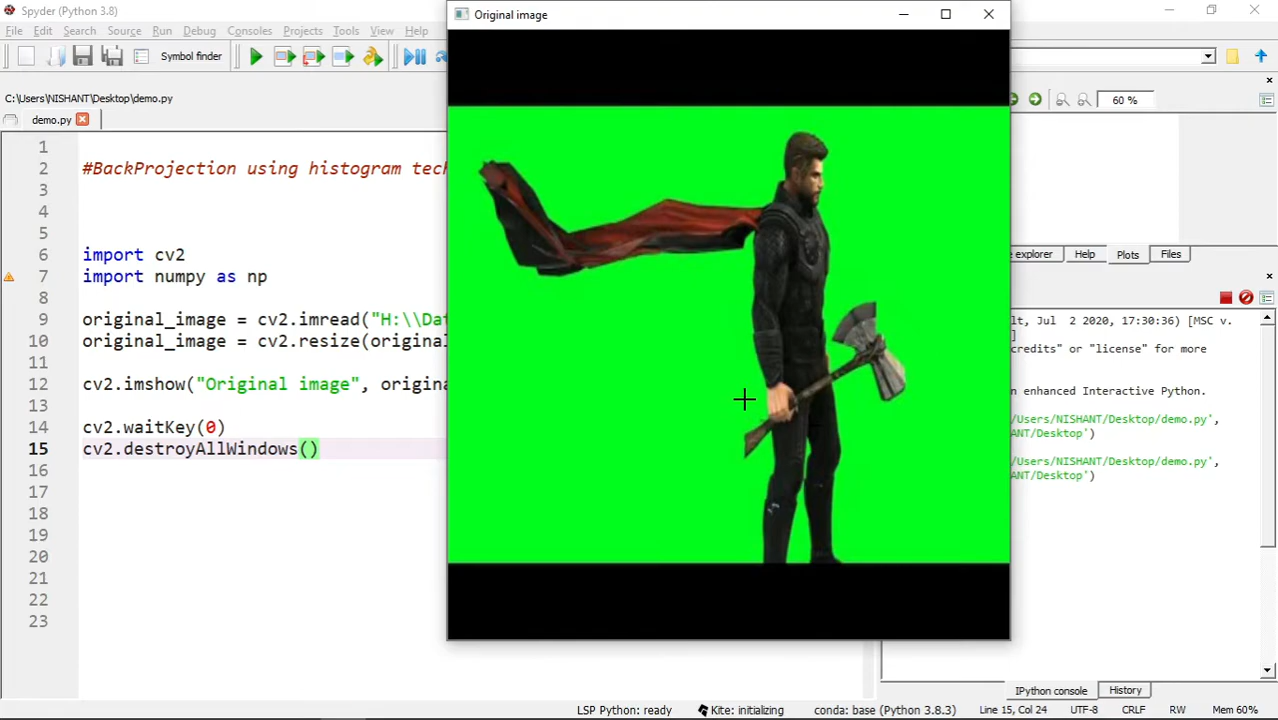 Spyder (Python 3.8)
File Edit Search Source Run Debug Consoles Projects Tools View Help
Symbol finder
C:\Users\NISHANT\Desktop\demo.py
demo.py
1
2 #BackProjection using histogram tec
3
4
5
6 import cv2
7 import numpy as np
8
9 original_image = cv2.imread("H:\\Dat
10 original_image = cv2.resize(original
11
12 cv2.imshow("Original image", origina
13
14 cv2.waitKey(0)
15 cv2.destroyAllWindows()
16
17
18
19
20
21
22
23
Original image
60 %
e explorer Help Plots Files
lt, Jul 2 2020, 17:30:36) [MSC v.
]
credits" or "license" for more
n enhanced Interactive Python.
/Users/NISHANT/Desktop/demo.py',
HANT/Desktop')
/Users/NISHANT/Desktop/demo.py',
HANT/Desktop')
IPython console History
LSP Python: ready Kite: initializing conda: base (Python 3.8.3) Line 15, Col 24 UTF-8 CRLF RW Mem 60%